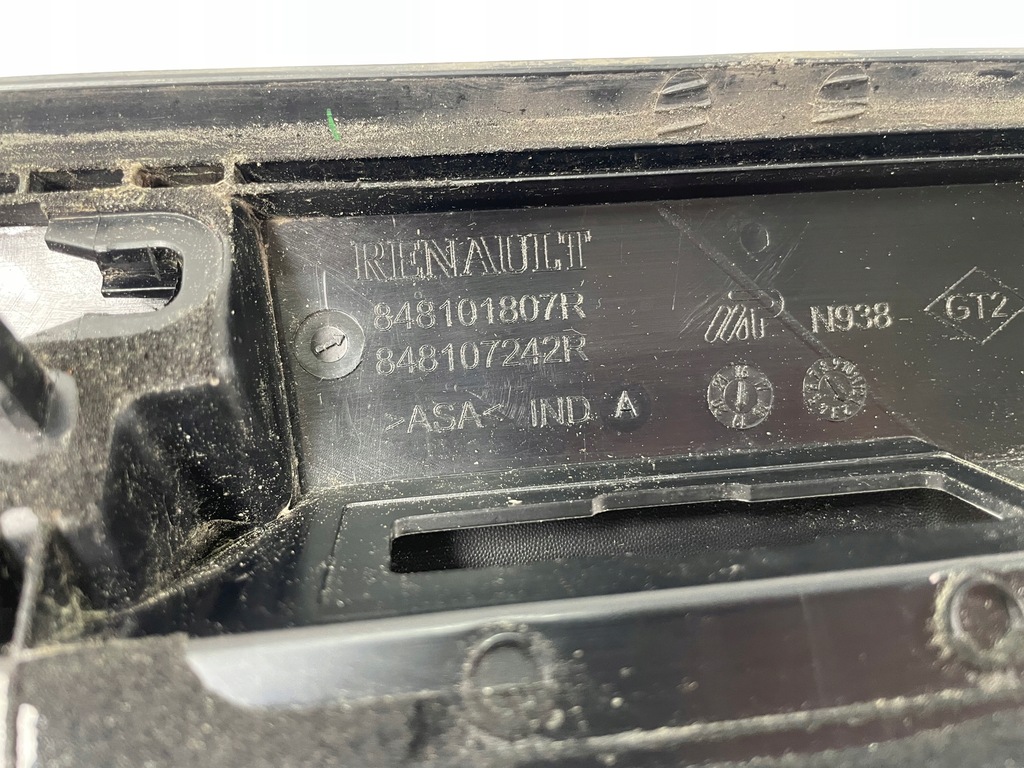 RENAULT
848101807R
848107242R
>ASA< IND A
N938
GT2